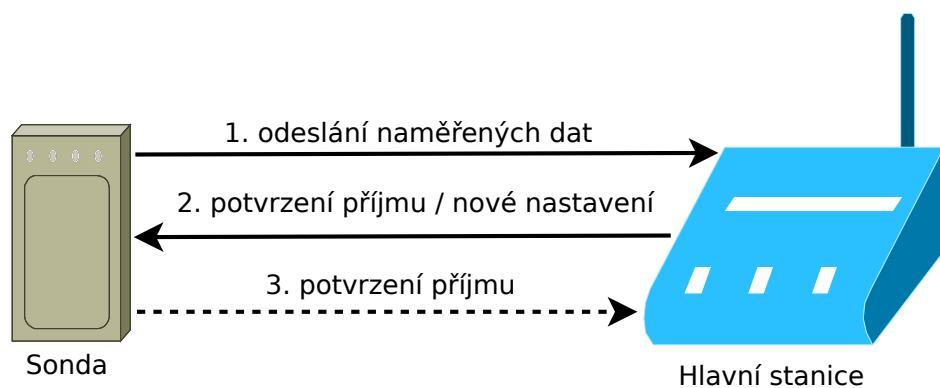 1. odeslání naměřených dat
2. potvrzení příjmu / nové nastavení
3. potvrzení příjmu
Sonda
Hlavní stanice